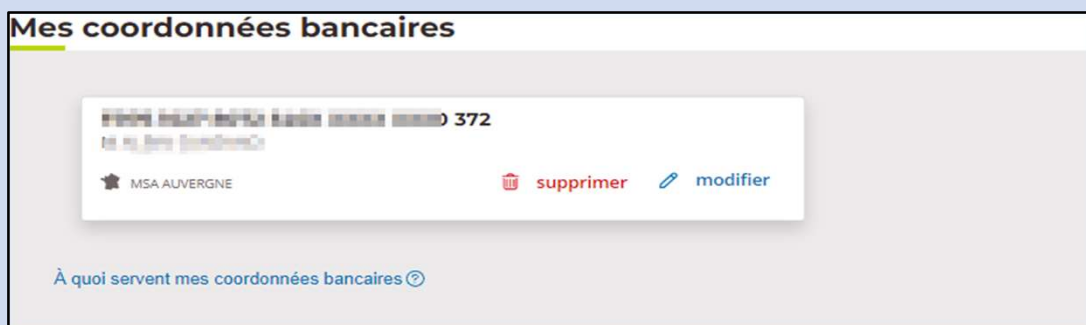 Mes coordonnées bancaires
372
MSA AUVERGNE
supprimer
modifier
À quoi servent mes coordonnées bancaires ?